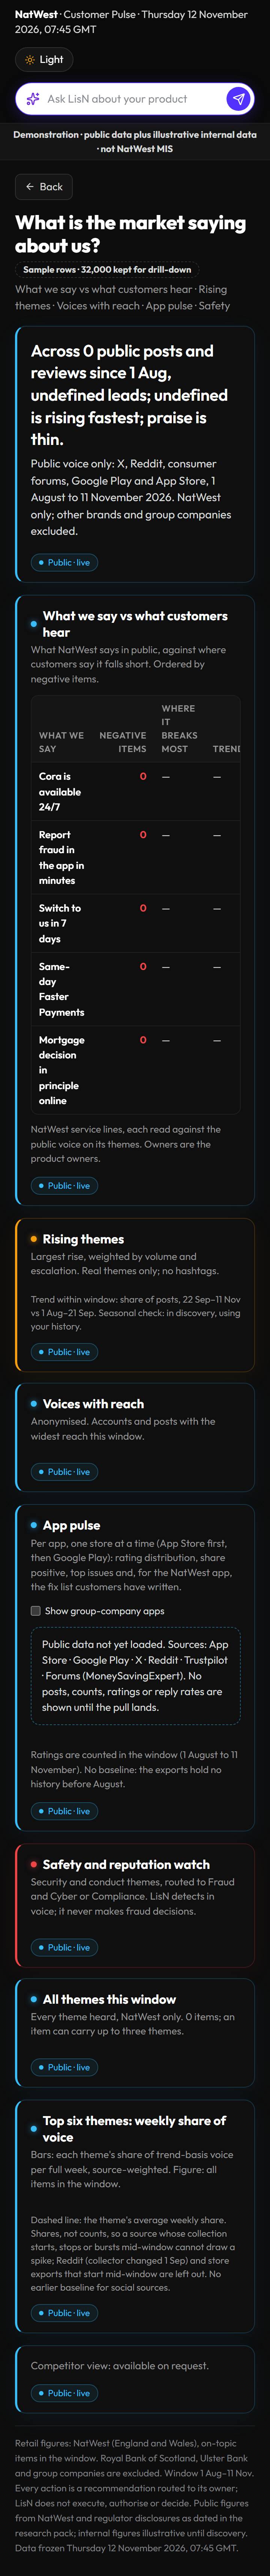 NatWest · Customer Pulse · Thursday 12 November
2026, 07:45 GMT
Light
Ask LisN about your product
Demonstration · public data plus illustrative internal data
· not NatWest MIS
← Back
What is the market saying
about us?
Sample rows · 32,000 kept for drill-down
What we say vs what customers hear · Rising
themes · Voices with reach · App pulse · Safety
Across 0 public posts and
reviews since 1 Aug,
undefined leads; undefined
is rising fastest; praise is
thin.
Public voice only: X, Reddit, consumer
forums, Google Play and App Store, 1
August to 11 November 2026. NatWest
only; other brands and group companies
excluded.
Public · live
What we say vs what customers
hear
What NatWest says in public, against where
customers say it falls short. Ordered by
negative items.
WHAT WE SAY NEGATIVE ITEMS WHERE IT BREAKS MOST TREND
Cora is available 24/7 0 — —
Report fraud in the app in minutes 0 — —
Switch to us in 7 days 0 — —
Same-day Faster Payments 0 — —
Mortgage decision in principle online 0 — —
NatWest service lines, each read against the
public voice on its themes. Owners are the
product owners.
Public · live
Rising themes
Largest rise, weighted by volume and
escalation. Real themes only; no hashtags.
Trend within window: share of posts, 22 Sep–11 Nov
vs 1 Aug–21 Sep. Seasonal check: in discovery, using
your history.
Public · live
Voices with reach
Anonymised. Accounts and posts with the
widest reach this window.
Public · live
App pulse
Per app, one store at a time (App Store first,
then Google Play): rating distribution, share
positive, top issues and, for the NatWest app,
the fix list customers have written.
Show group-company apps
Public data not yet loaded. Sources: App
Store · Google Play · X · Reddit · Trustpilot
· Forums (MoneySavingExpert). No
posts, counts, ratings or reply rates are
shown until the pull lands.
Ratings are counted in the window (1 August to 11
November). No baseline: the exports hold no
history before August.
Public · live
Safety and reputation watch
Security and conduct themes, routed to Fraud
and Cyber or Compliance. LisN detects in
voice; it never makes fraud decisions.
Public · live
All themes this window
Every theme heard, NatWest only. 0 items; an
item can carry up to three themes.
Public · live
Top six themes: weekly share of
voice
Bars: each theme's share of trend-basis voice
per full week, source-weighted. Figure: all
items in the window.
Dashed line: the theme's average weekly share.
Shares, not counts, so a source whose collection
starts, stops or bursts mid-window cannot draw a
spike; Reddit (collector changed 1 Sep) and store
exports that start mid-window are left out. No
earlier baseline for social sources.
Public · live
Competitor view: available on request.
Public · live
Retail figures: NatWest (England and Wales), on-topic
items in the window. Royal Bank of Scotland, Ulster Bank
and group companies are excluded. Window 1 Aug–11 Nov.
Every action is a recommendation routed to its owner;
LisN does not execute, authorise or decide. Public figures
from NatWest and regulator disclosures as dated in the
research pack; internal figures illustrative until discovery.
Data frozen Thursday 12 November 2026, 07:45 GMT.